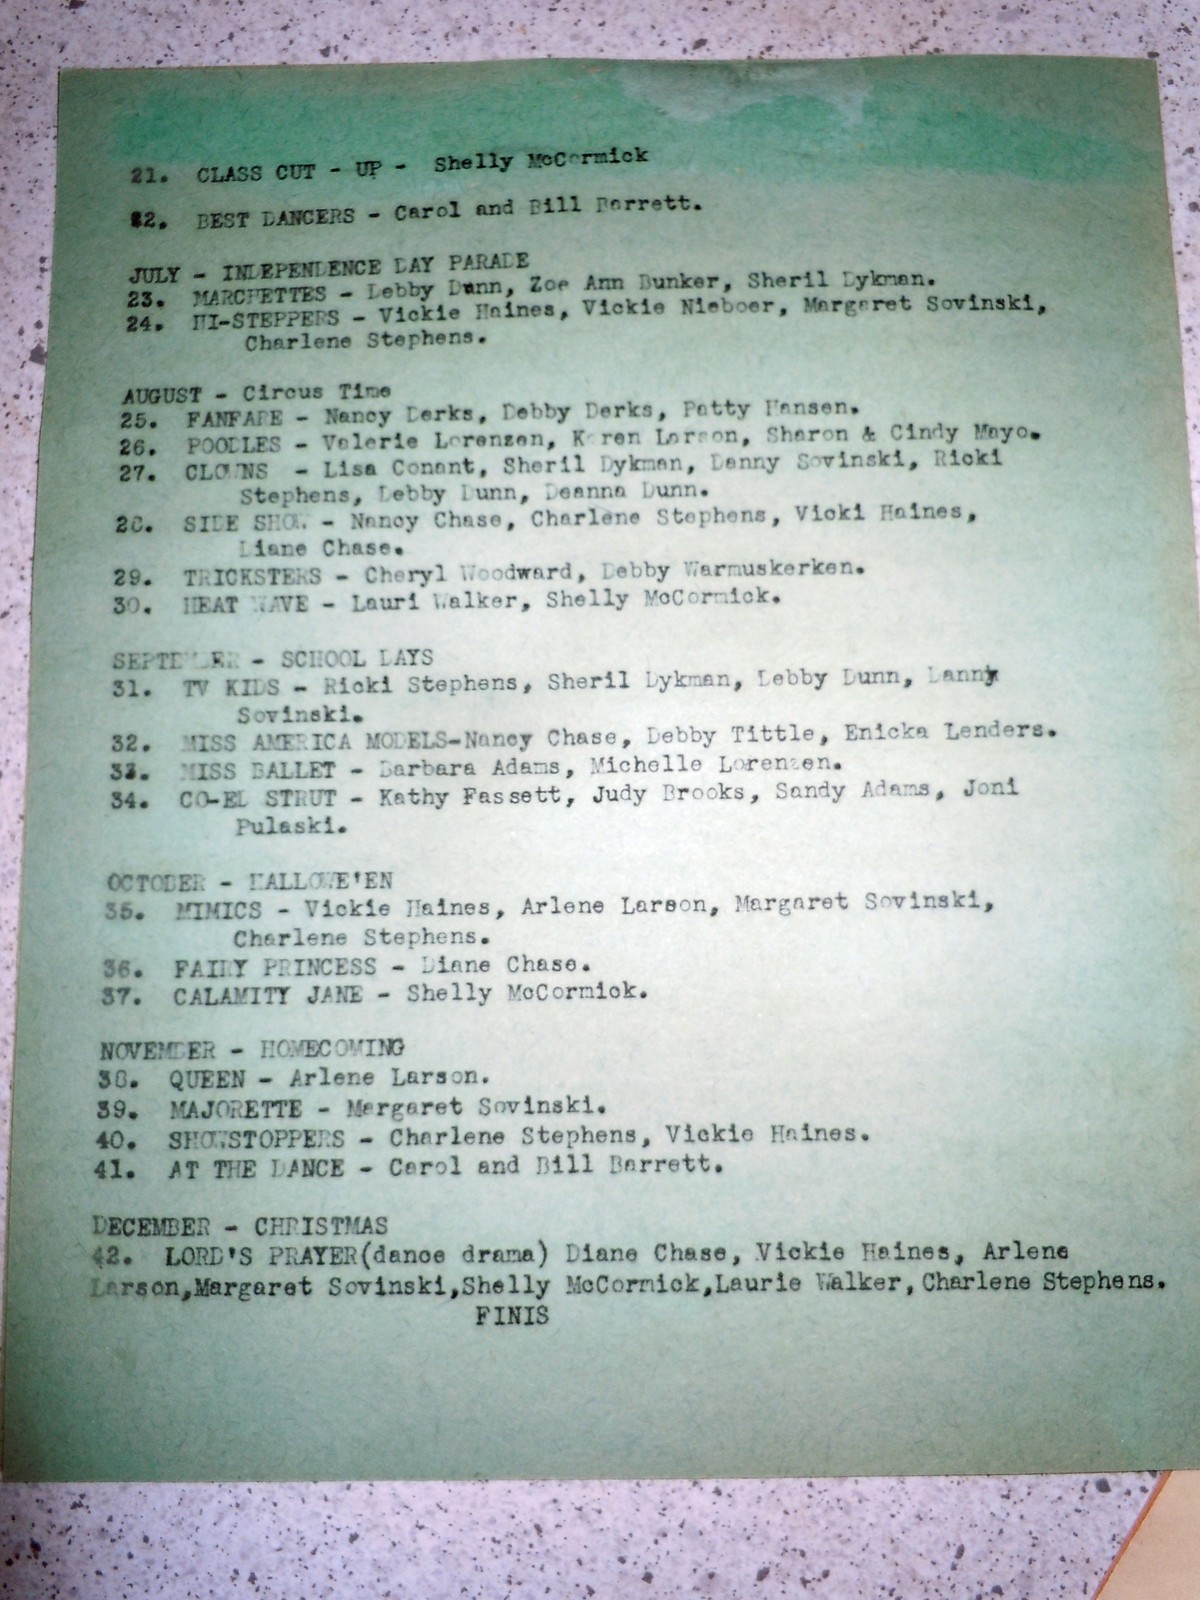 21. CLASS CUT - UP - Shelly McCormick
22. BEST DANCERS - Carol and Bill Barrett.
JULY - INDEPENDENCE DAY PARADE
23. MARCHETTES - Debby Dunn, Zoe Ann Bunker, Sheril Dykman.
24. HI-STEPPERS - Vickie Haines, Vickie Nieboer, Margaret Sovinski,
Charlene Stephens.
AUGUST - Circus Time
25. FANFARE - Nancy Derks, Debby Derks, Patty Hansen.
26. POODLES - Valerie Lorenzen, Karen Larson, Sharon & Cindy Mayo.
27. CLOWNS - Lisa Conant, Sheril Dykman, Danny Sovinski, Ricki
Stephens, Debby Dunn, Deanna Dunn.
28. SIDE SHOW - Nancy Chase, Charlene Stephens, Vicki Haines,
Diane Chase.
29. TRICKSTERS - Cheryl Woodward, Debby Warmuskerken.
30. HEAT WAVE - Lauri Walker, Shelly McCormick.
SEPTEMBER - SCHOOL DAYS
31. TV KIDS - Ricki Stephens, Sheril Dykman, Debby Dunn, Danny
Sovinski.
32. MISS AMERICA MODELS-Nancy Chase, Debby Tittle, Enicka Lenders.
33. MISS BALLET - Barbara Adams, Michelle Lorenzen.
34. CO-ED STRUT - Kathy Fassett, Judy Brooks, Sandy Adams, Joni
Pulaski.
OCTOBER - HALLOWE'EN
35. MIMICS - Vickie Haines, Arlene Larson, Margaret Sovinski,
Charlene Stephens.
36. FAIRY PRINCESS - Diane Chase.
37. CALAMITY JANE - Shelly McCormick.
NOVEMBER - HOMECOMING
38. QUEEN - Arlene Larson.
39. MAJORETTE - Margaret Sovinski.
40. SHOWSTOPPERS - Charlene Stephens, Vickie Haines.
41. AT THE DANCE - Carol and Bill Barrett.
DECEMBER - CHRISTMAS
42. LORD'S PRAYER(dance drama) Diane Chase, Vickie Haines, Arlene
Larson,Margaret Sovinski,Shelly McCormick,Laurie Walker, Charlene Stephens.
FINIS